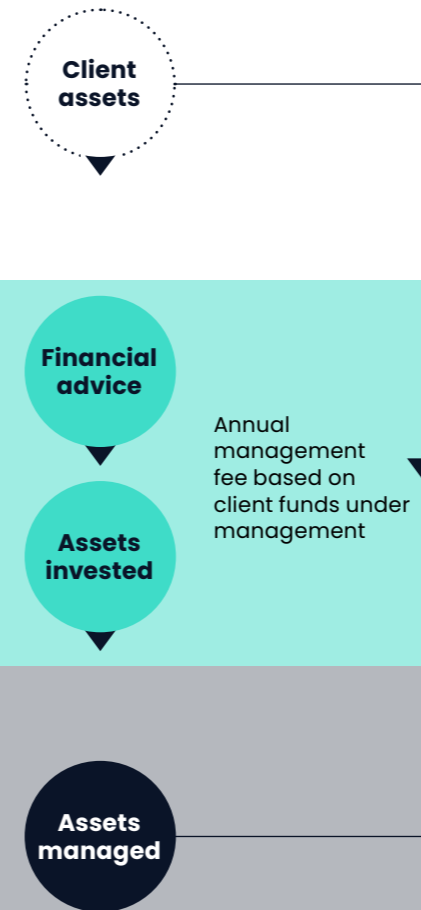 Client
assets
Financial
advice
Annual
management
fee based on
client funds under
management
Assets
invested
Assets
managed